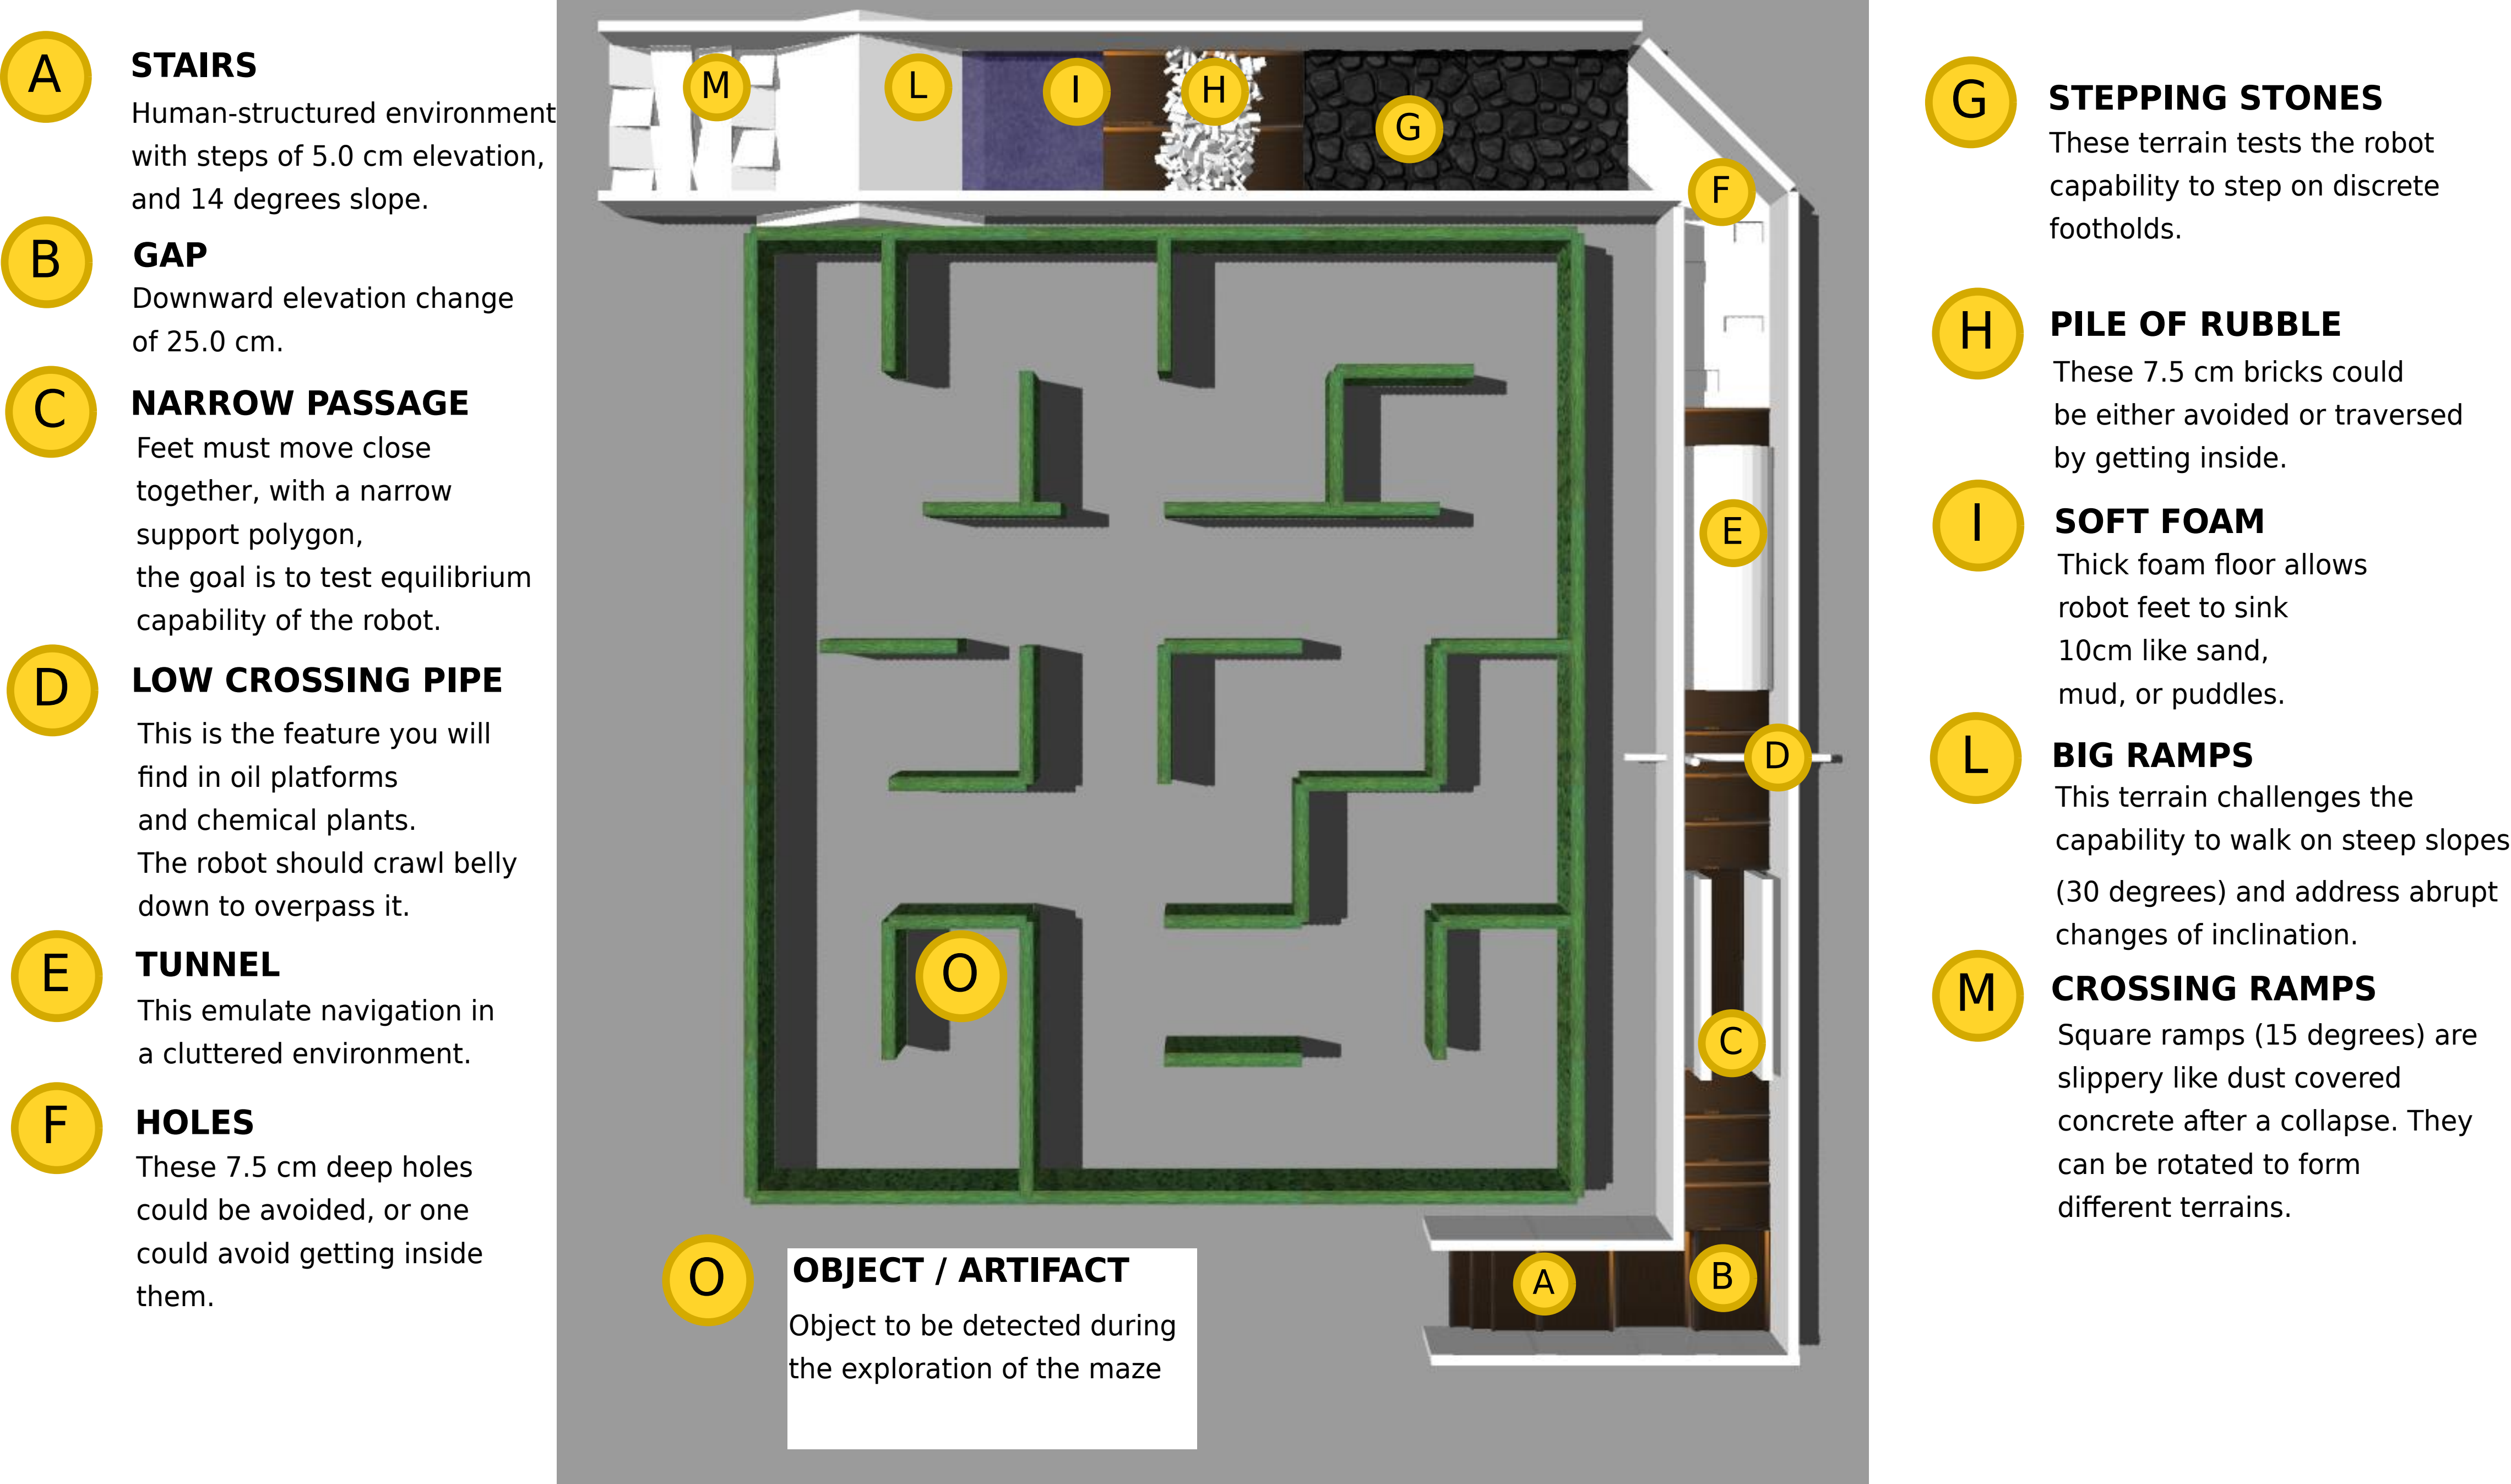 A
STAIRS
Human-structured environment
with steps of 5.0 cm elevation,
and 14 degrees slope.
B
GAP
Downward elevation change
of 25.0 cm.
C
NARROW PASSAGE
Feet must move close
together, with a narrow
support polygon,
the goal is to test equilibrium
capability of the robot.
D
LOW CROSSING PIPE
This is the feature you will
find in oil platforms
and chemical plants.
The robot should crawl belly
down to overpass it.
E
TUNNEL
This emulate navigation in
a cluttered environment.
F
HOLES
These 7.5 cm deep holes
could be avoided, or one
could avoid getting inside
them.
M
L
I
H
G
F
E
D
C
O
A
B
O
OBJECT / ARTIFACT
Object to be detected during
the exploration of the maze
G
STEPPING STONES
These terrain tests the robot
capability to step on discrete
footholds.
H
PILE OF RUBBLE
These 7.5 cm bricks could
be either avoided or traversed
by getting inside.
I
SOFT FOAM
Thick foam floor allows
robot feet to sink
10cm like sand,
mud, or puddles.
L
BIG RAMPS
This terrain challenges the
capability to walk on steep slopes
(30 degrees) and address abrupt
changes of inclination.
M
CROSSING RAMPS
Square ramps (15 degrees) are
slippery like dust covered
concrete after a collapse. They
can be rotated to form
different terrains.